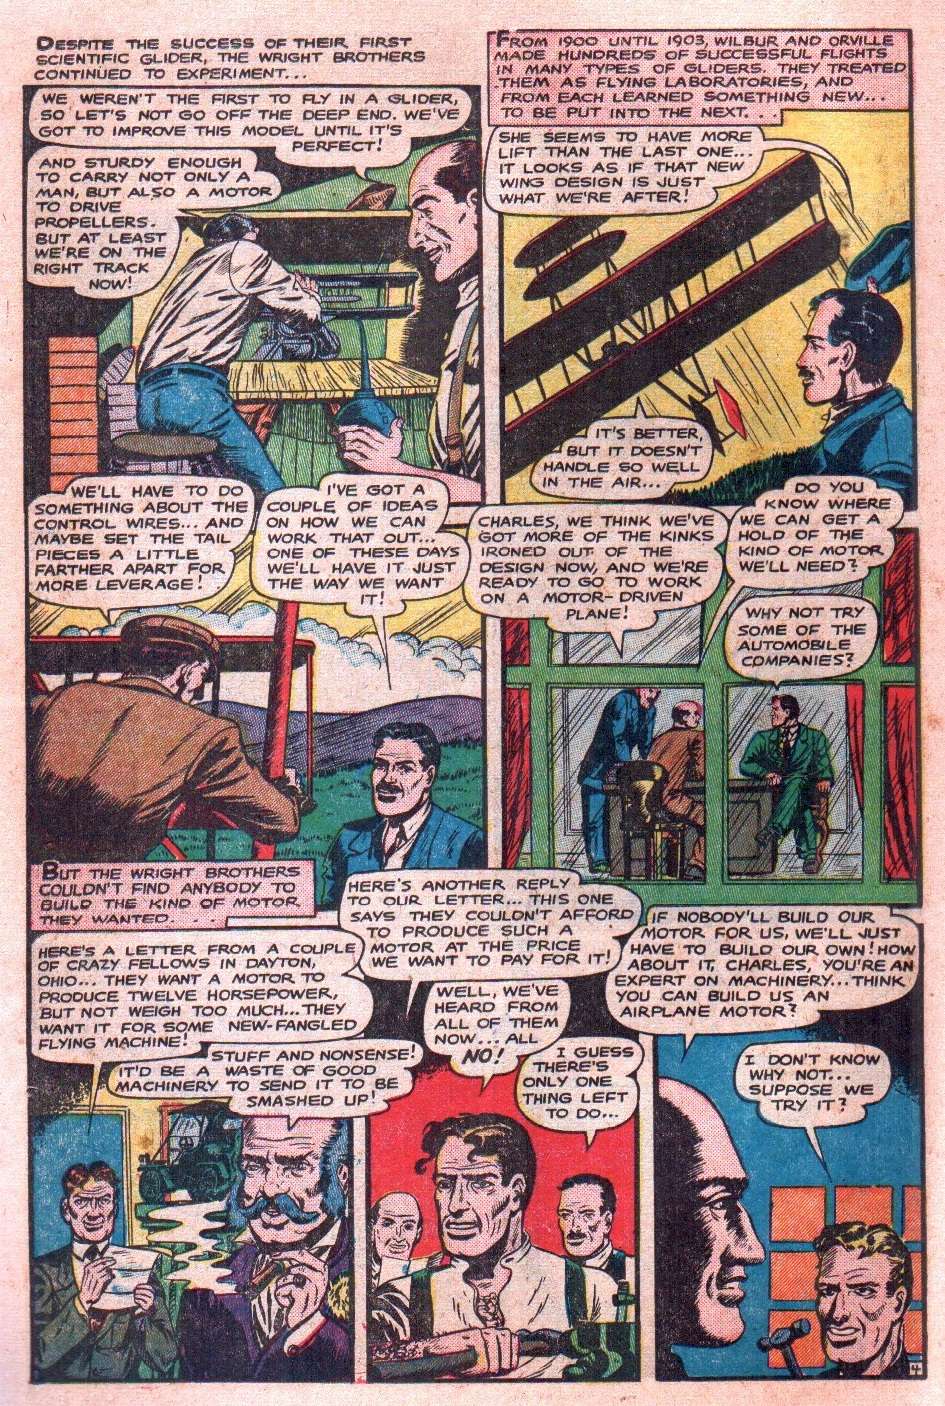 DESPITE THE SUCCESS OF THEIR FIRST
SCIENTIFIC GLIDER, THE WRIGHT BROTHERS
CONTINUED TO EXPERIMENT...
WE WEREN'T THE FIRST TO FLY IN A GLIDER,
SO LET'S NOT GO OFF THE DEEP END. WE'VE
GOT TO IMPROVE THIS MODEL UNTIL IT'S
PERFECT!
AND STURDY ENOUGH
TO CARRY NOT ONLY A
MAN, BUT ALSO A MOTOR
TO DRIVE
PROPELLERS.
BUT AT LEAST
WE'RE ON THE
RIGHT TRACK
NOW!
FROM 1900 UNTIL 1903, WILBUR AND ORVILLE
MADE HUNDREDS OF SUCCESSFUL FLIGHTS
IN MANY TYPES OF GLIDERS. THEY TREATED
THEM AS FLYING LABORATORIES, AND
FROM EACH LEARNED SOMETHING NEW...
TO BE PUT INTO THE NEXT. . .
SHE SEEMS TO HAVE MORE
LIFT THAN THE LAST ONE...
IT LOOKS AS IF THAT NEW
WING DESIGN IS JUST
WHAT WE'RE AFTER!
IT'S BETTER,
BUT IT DOESN'T
HANDLE SO WELL
IN THE AIR...
WE'LL HAVE TO DO
SOMETHING ABOUT THE
CONTROL WIRES... AND
MAYBE SET THE TAIL
PIECES A LITTLE
FARTHER APART FOR
MORE LEVERAGE!
I'VE GOT A
COUPLE OF IDEAS
ON HOW WE CAN
WORK THAT OUT...
ONE OF THESE DAYS
WE'LL HAVE IT JUST
THE WAY WE WANT
IT!
CHARLES, WE THINK WE'VE
GOT MORE OF THE KINKS
IRONED OUT OF THE
DESIGN NOW, AND WE'RE
READY TO GO TO WORK
ON A MOTOR-DRIVEN
PLANE!
DO YOU
KNOW WHERE
WE CAN GET A
HOLD OF THE
KIND OF MOTOR
WE'LL NEED?
WHY NOT TRY
SOME OF THE
AUTOMOBILE
COMPANIES?
BUT THE WRIGHT BROTHERS
COULDN'T FIND ANYBODY TO
BUILD THE KIND OF MOTOR
THEY WANTED. . . .
HERE'S A LETTER FROM A COUPLE
OF CRAZY FELLOWS IN DAYTON,
OHIO... THEY WANT A MOTOR TO
PRODUCE TWELVE HORSEPOWER,
BUT NOT WEIGH TOO MUCH...THEY
WANT IT FOR SOME NEW-FANGLED
FLYING MACHINE!
STUFF AND NONSENSE!
IT'D BE A WASTE OF GOOD
MACHINERY TO SEND IT TO BE
SMASHED UP!
HERE'S ANOTHER REPLY
TO OUR LETTER... THIS ONE
SAYS THEY COULDN'T AFFORD
TO PRODUCE SUCH A
MOTOR AT THE PRICE
WE WANT TO PAY FOR IT!
WELL, WE'VE
HEARD FROM
ALL OF THEM
NOW... ALL
NO!
I GUESS
THERE'S
ONLY ONE
THING LEFT
TO DO...
IF NOBODY'LL BUILD OUR
MOTOR FOR US, WE'LL JUST
HAVE TO BUILD OUR OWN! HOW
ABOUT IT, CHARLES, YOU'RE AN
EXPERT ON MACHINERY...THINK
YOU CAN BUILD US AN
AIRPLANE MOTOR?
I DON'T KNOW
WHY NOT...
SUPPOSE WE
TRY IT?
4